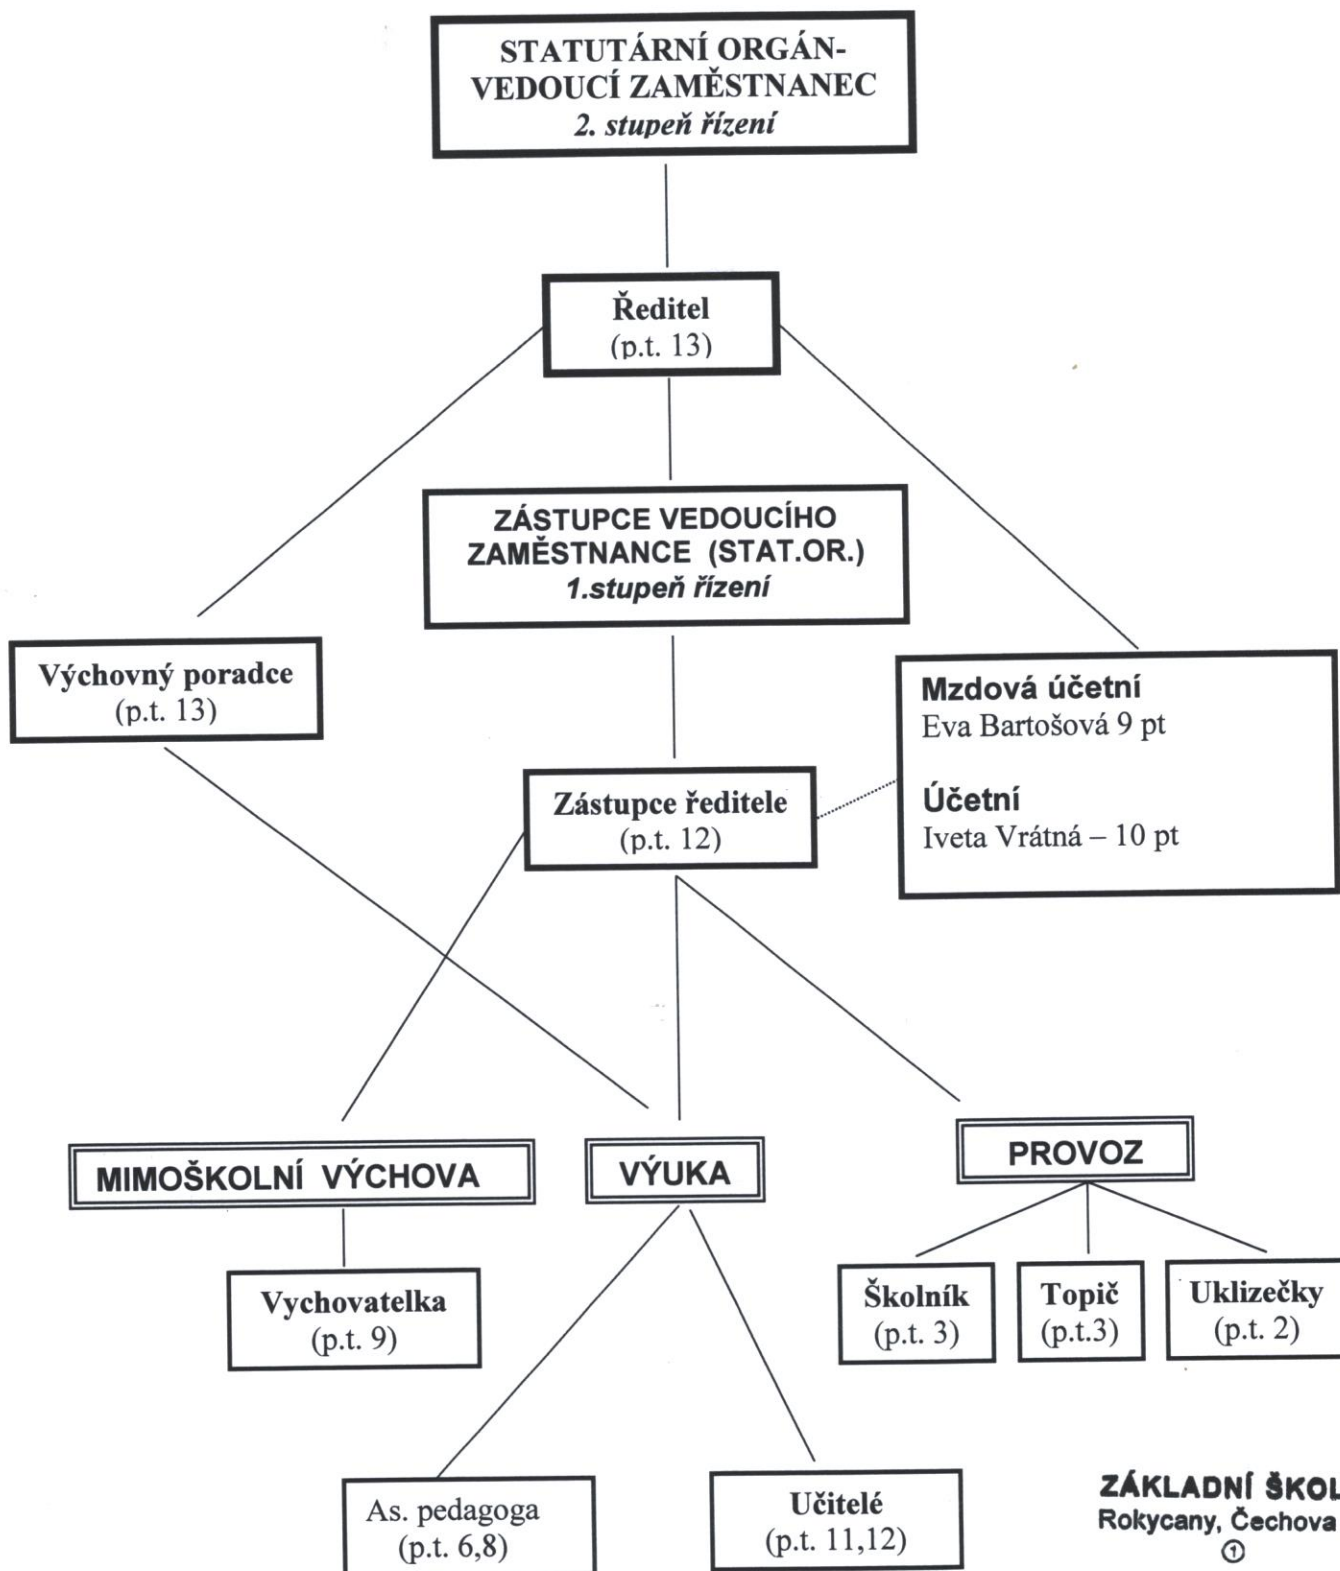 STATUTÁRNÍ ORGÁN-
VEDOUCÍ ZAMĚSTNANEC
2. stupeň řízení
Ředitel
(p.t. 13)
ZÁSTUPCE VEDOUCÍHO
ZAMĚSTNANCE (STAT.OR.)
1.stupeň řízení
Výchovný poradce
(p.t. 13)
Mzdová účetní
Eva Bartošová 9 pt
Účetní
Iveta Vrátná – 10 pt
Zástupce ředitele
(p.t. 12)
MIMOŠKOLNÍ VÝCHOVA
VÝUKA
PROVOZ
Vychovatelka
(p.t. 9)
Školník
(p.t. 3)
Topič
(p.t.3)
Uklizečky
(p.t. 2)
As. pedagoga
(p.t. 6,8)
Učitelé
(p.t. 11,12)
ZÁKLADNÍ ŠKOL
Rokycany, Čechova
①